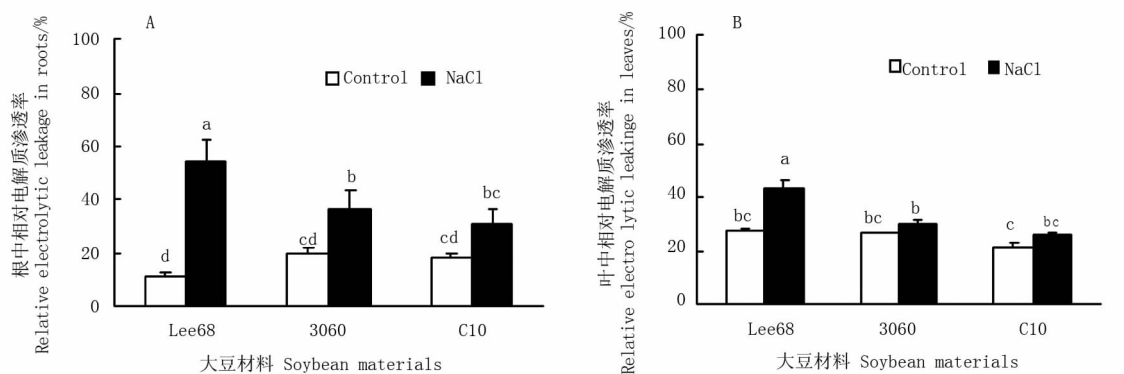 A
根中相对电解质渗透率
Relative electrolytic leakage in roots/%
100
80
60
40
20
0
Control
NaCl
d
a
cd
b
cd
bc
Lee68
3060
C10
大豆材料 Soybean materials
B
叶中相对电解质渗透率
Relative electro lytic leakinge in leaves/%
100
80
60
40
20
0
Control
NaCl
bc
a
bc
b
c
bc
Lee68
3060
C10
大豆材料 Soybean materials